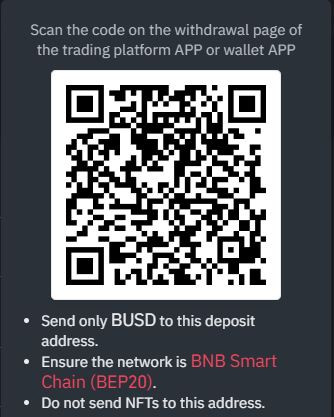 Scan the code on the withdrawal page of
the trading platform APP or wallet APP
• Send only BUSD to this deposit
address.
• Ensure the network is BNB Smart
Chain (BEP20).
• Do not send NFTs to this address.